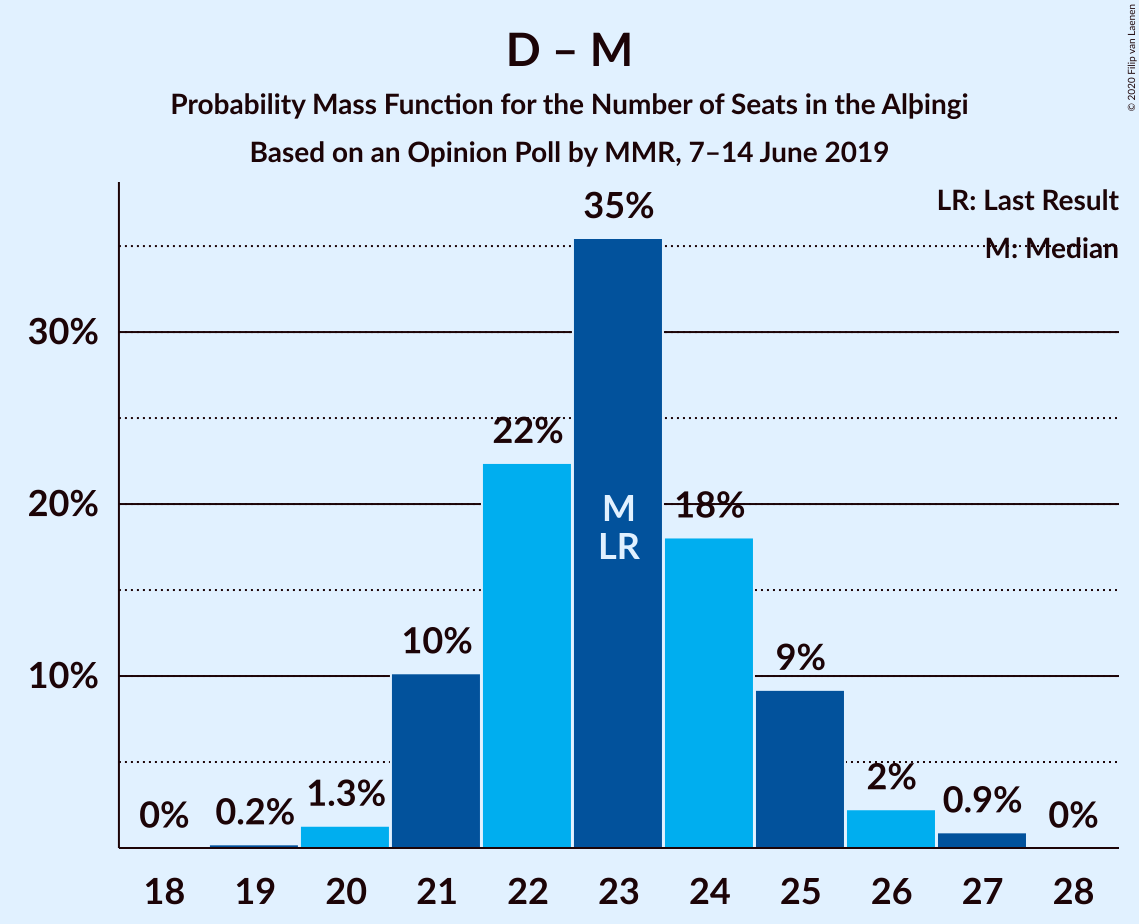 D – M
Probability Mass Function for the Number of Seats in the Alþingi
Based on an Opinion Poll by MMR, 7–14 June 2019
© 2020 Filip van Laenen
LR: Last Result
M: Median
30%
20%
10%
0%
0.2%
1.3%
10%
22%
35%
M
LR
18%
9%
2%
0.9%
0%
18 19 20 21 22 23 24 25 26 27 28